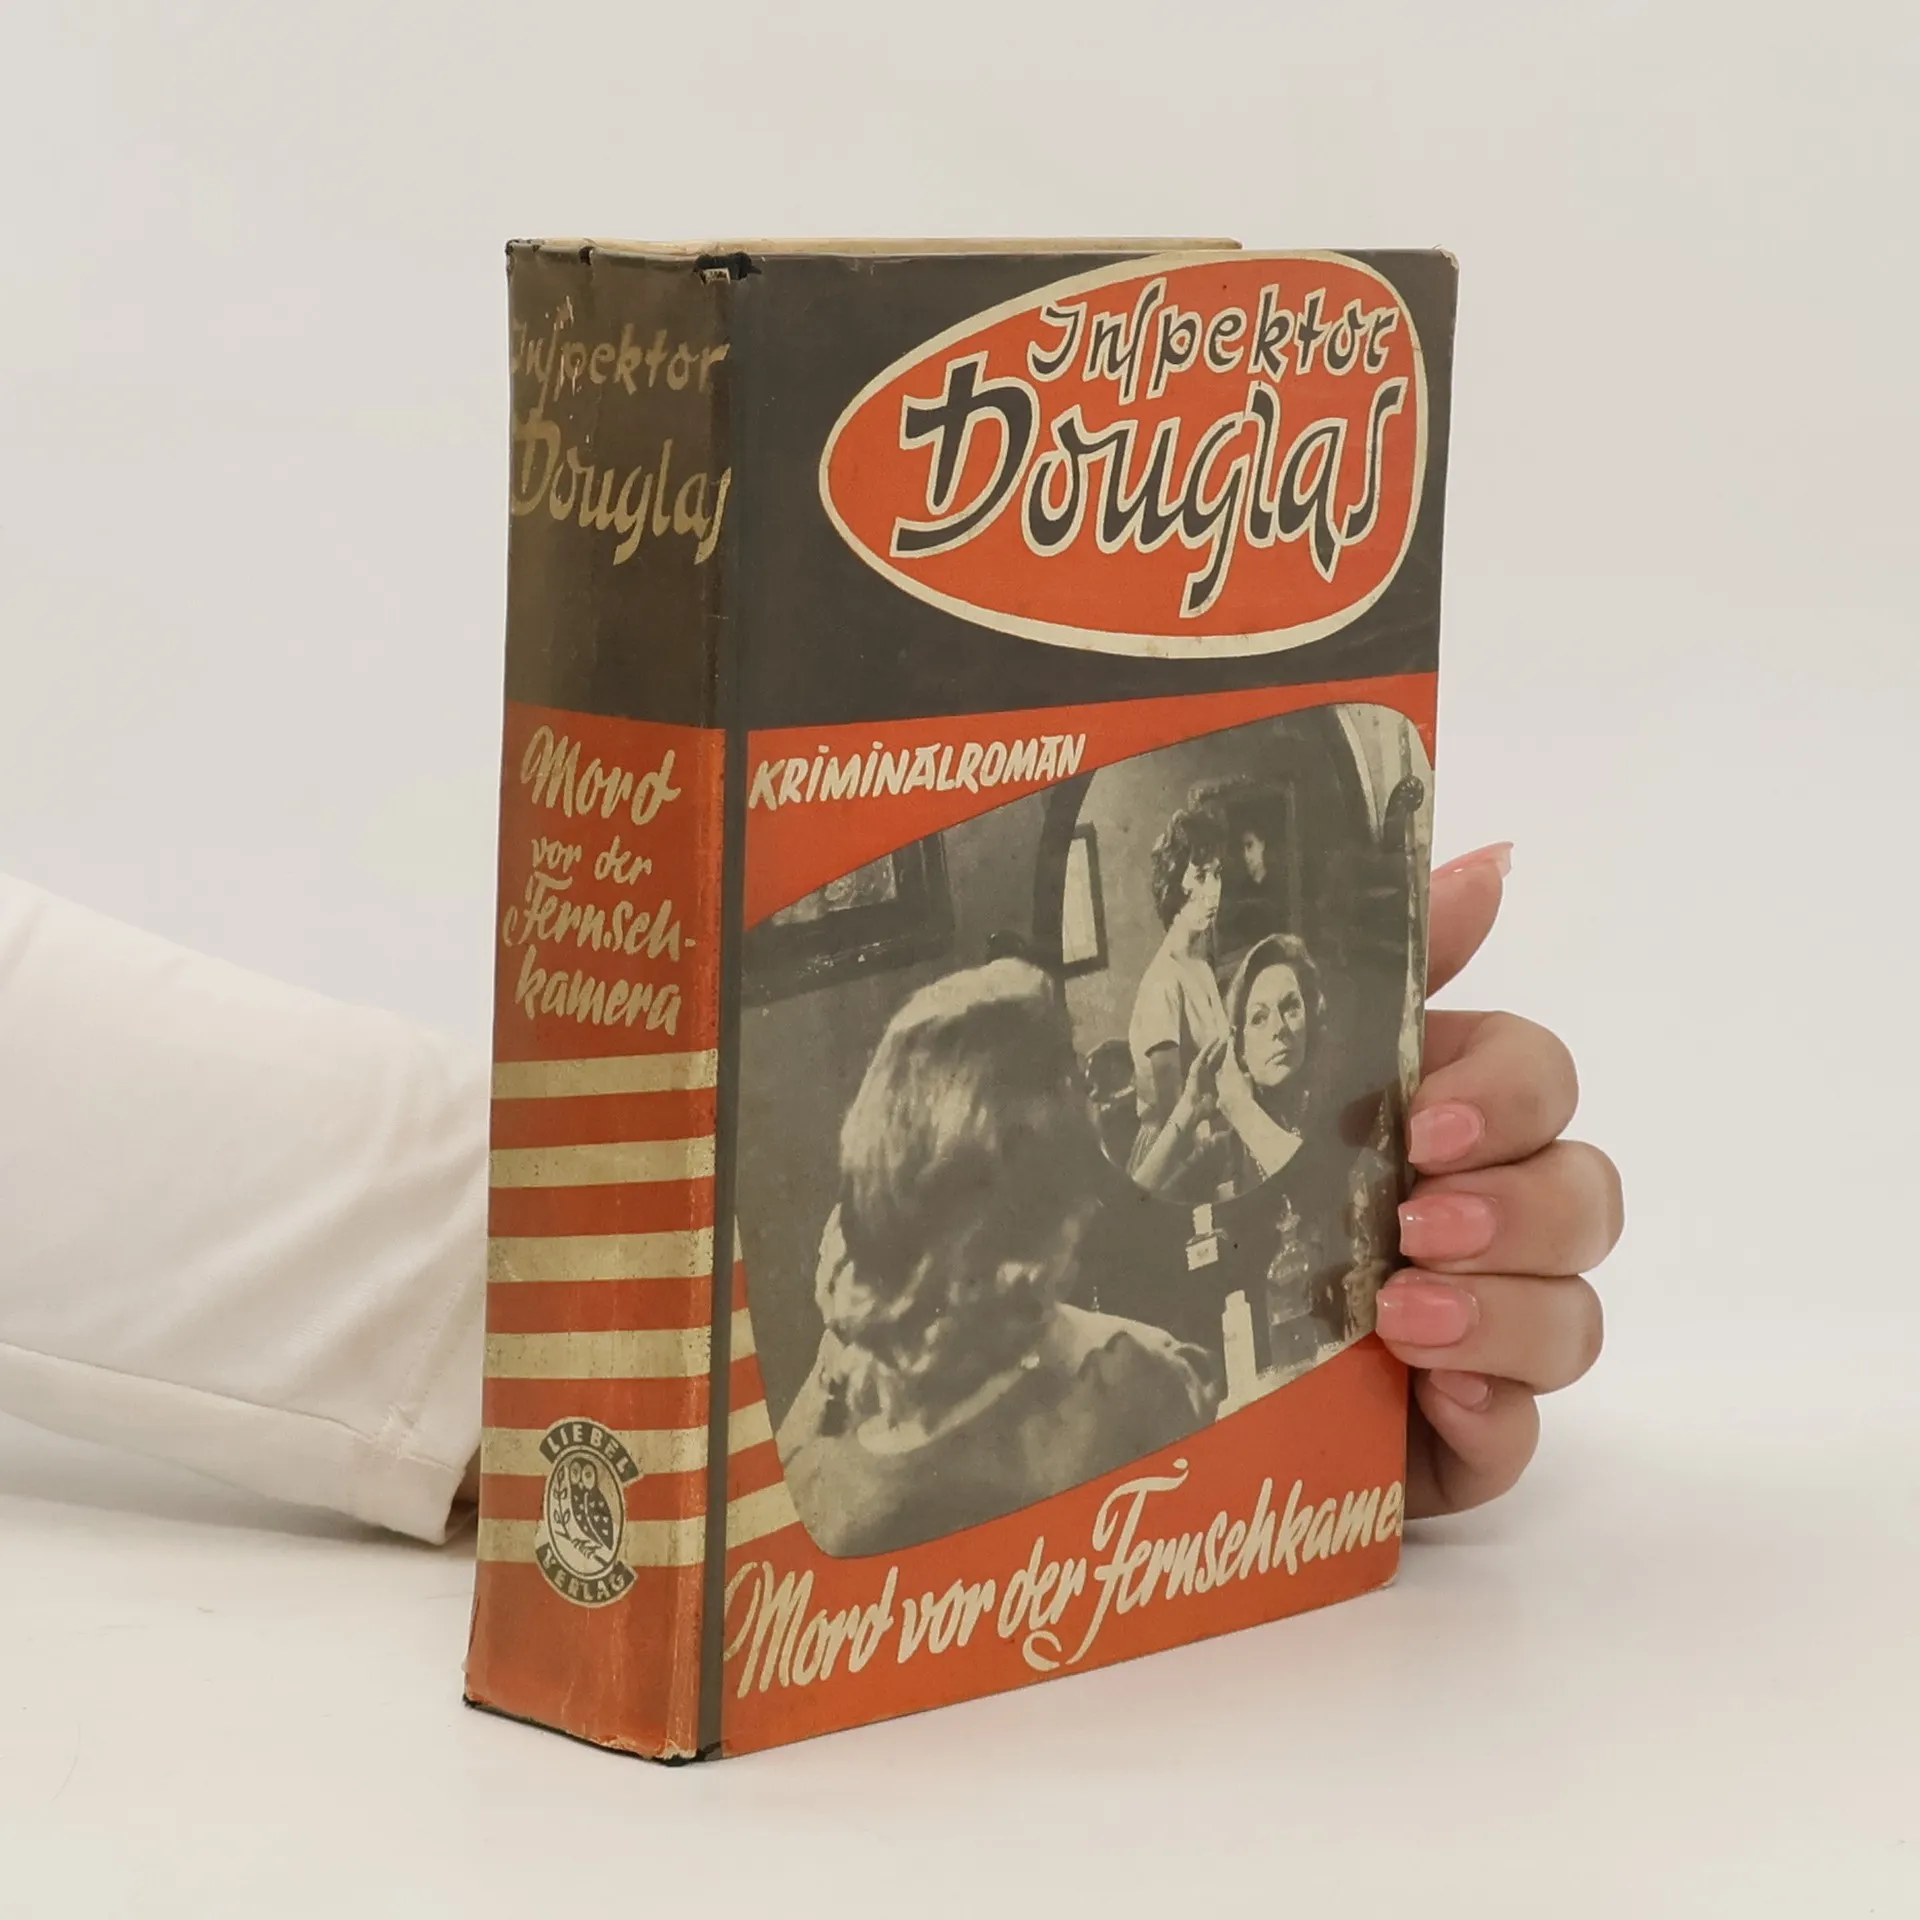 Inspektor
Douglas
Mord
vor der
Fernseh-
kamera
LIEBEL
VERLAG
Inspektor
Douglas
KRIMINALROMAN
Mord vor der Fernsehkame